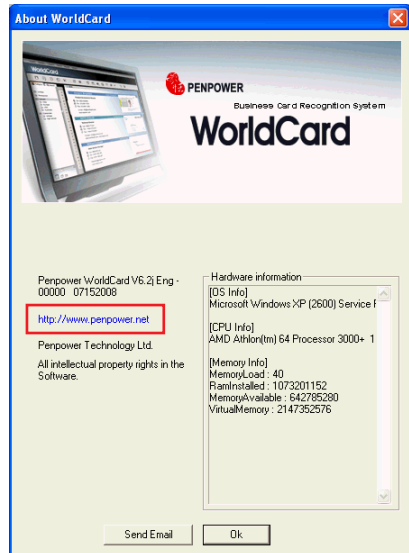 About WorldCard
WorldCard
PENPOWER
Business Card Recognition System
WorldCard
Penpower WorldCard V6.2j Eng -
00000 07152008
http://www.penpower.net
Penpower Technology Ltd.
All intellectual property rights in the
Software.
Hardware information
[OS Info]
Microsoft Windows XP (2600) Service
[CPU Info]
AMD Athlon(tm) 64 Processor 3000+ 1
[Memory Info]
MemoryLoad : 40
RamInstalled : 1073201152
MemoryAvailable : 642785280
VirtualMemory : 2147352576
Send Email
Ok